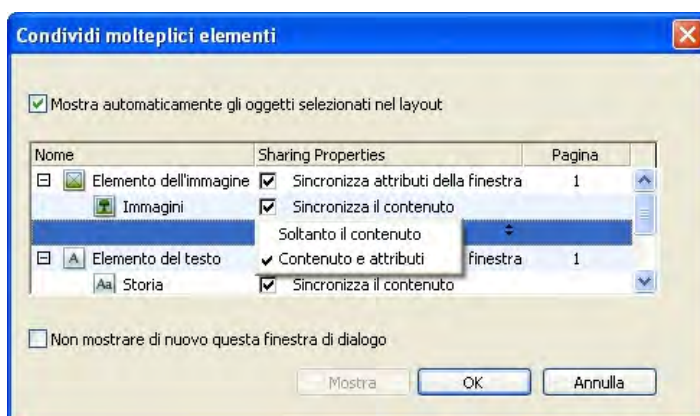 Condividi molteplici elementi
Mostra automaticamente gli oggetti selezionati nel layout
Nome Sharing Properties Pagina
Elemento dell'immagine Sincronizza attributi della finestra 1
Immagini Sincronizza il contenuto
Soltanto il contenuto
A Elemento del testo Contenuto e attributi finestra 1
Aa Storia Sincronizza il contenuto
Non mostrare di nuovo questa finestra di dialogo
Mostra OK Annulla